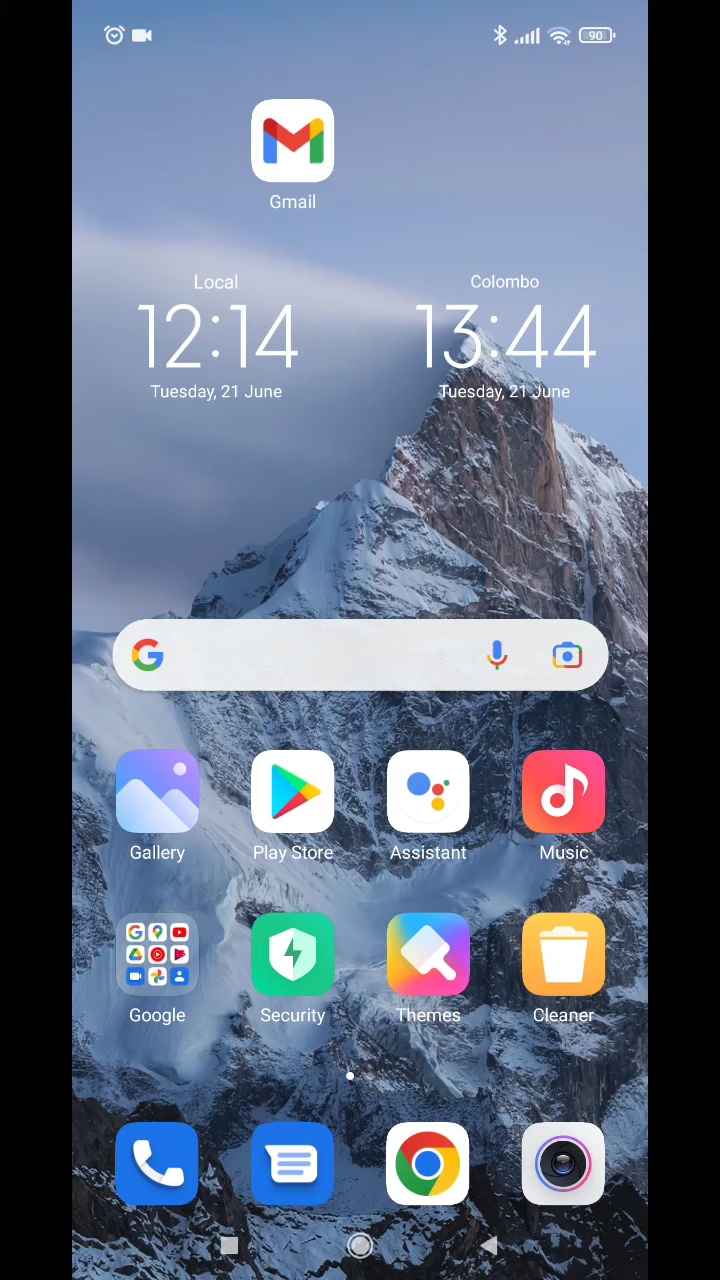 90
Gmail
Local
12:14
Tuesday, 21 June
Colombo
13:44
Tuesday, 21 June
Gallery
Play Store
Assistant
Music
Google
Security
Themes
Cleaner